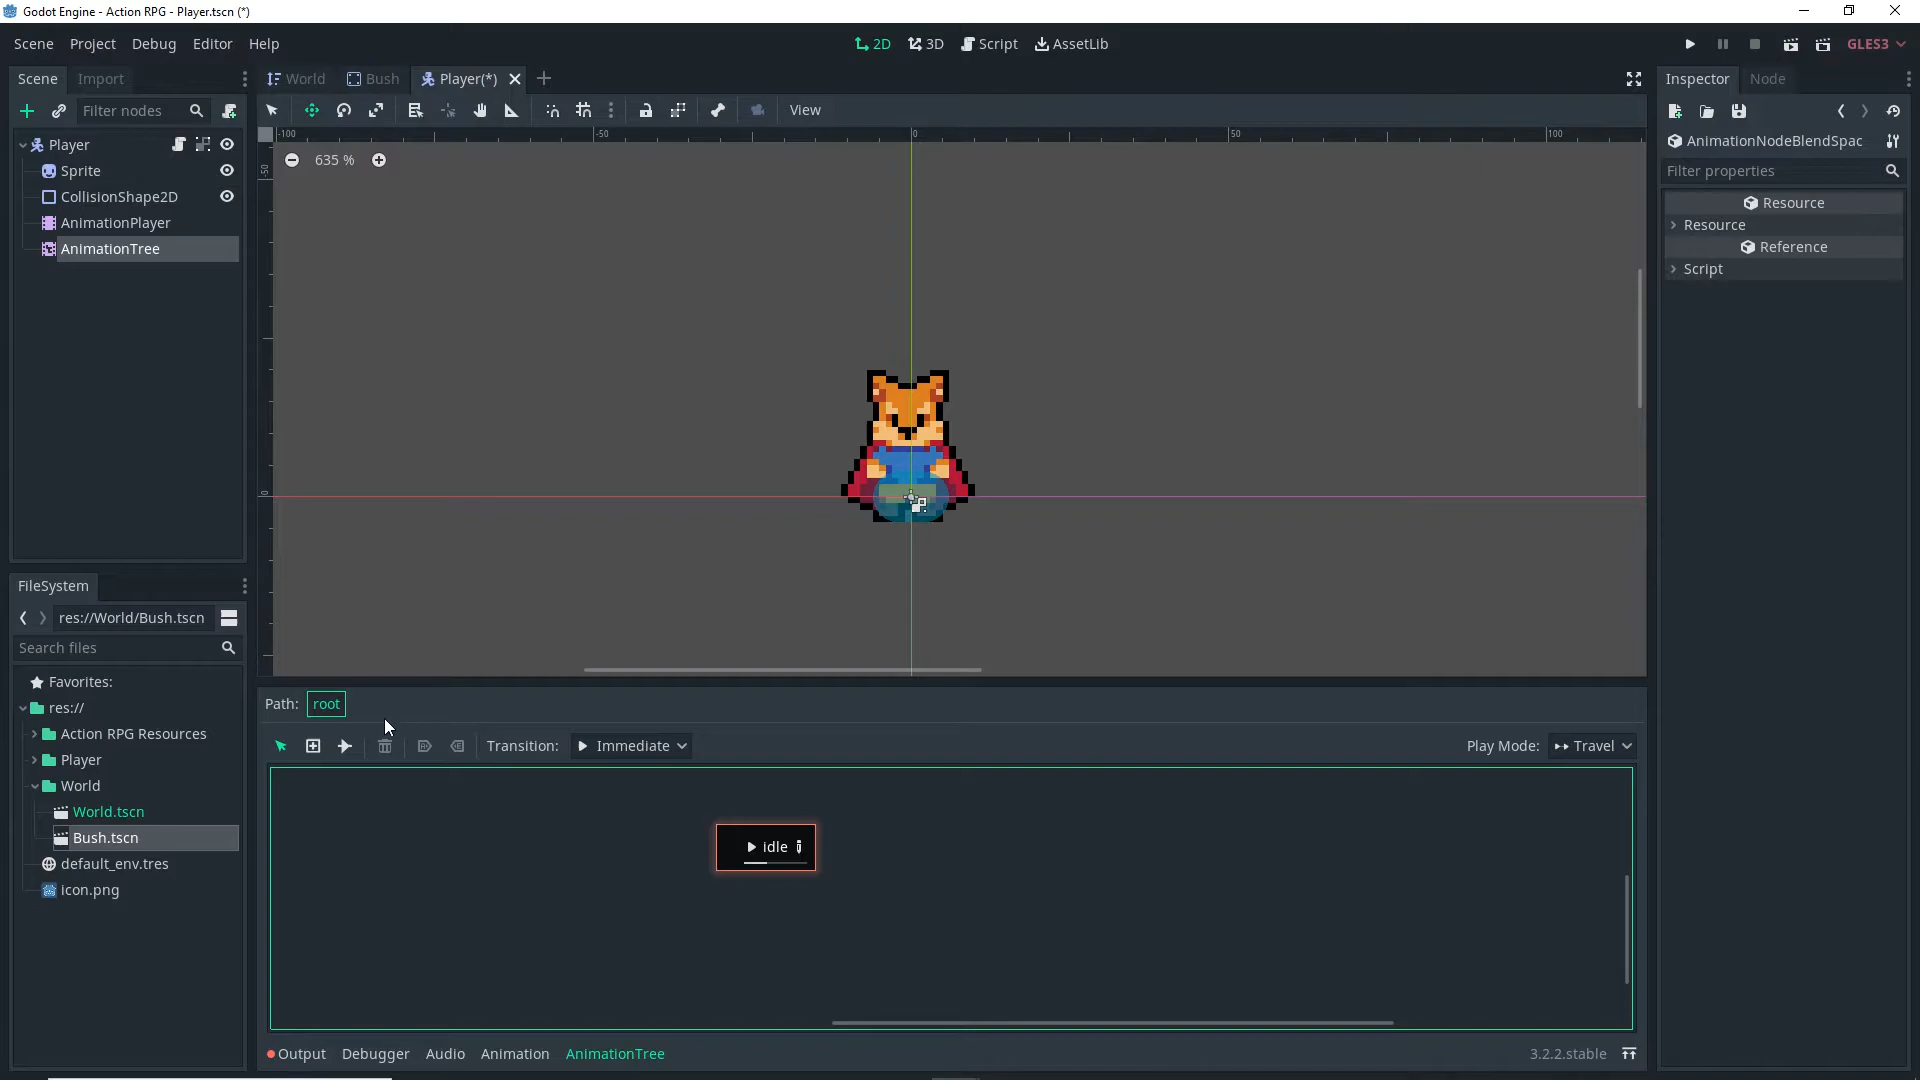 Godot Engine - Action RPG - Player.tscn (*)
Scene Project Debug Editor Help
2D 3D Script AssetLib
GLES3
Scene Import
World Bush Player(*)
Inspector Node
Filter nodes
View
Player
Sprite
CollisionShape2D
AnimationPlayer
AnimationTree
-100 -50 0 50 100
-50
0
635 %
AnimationNodeBlendSpac
Filter properties
Resource
Resource
Reference
Script
FileSystem
res://World/Bush.tscn
Search files
Favorites:
res://
Action RPG Resources
Player
World
World.tscn
Bush.tscn
default_env.tres
icon.png
Path: root
Transition: Immediate
Play Mode: Travel
idle
Output Debugger Audio Animation AnimationTree
3.2.2.stable